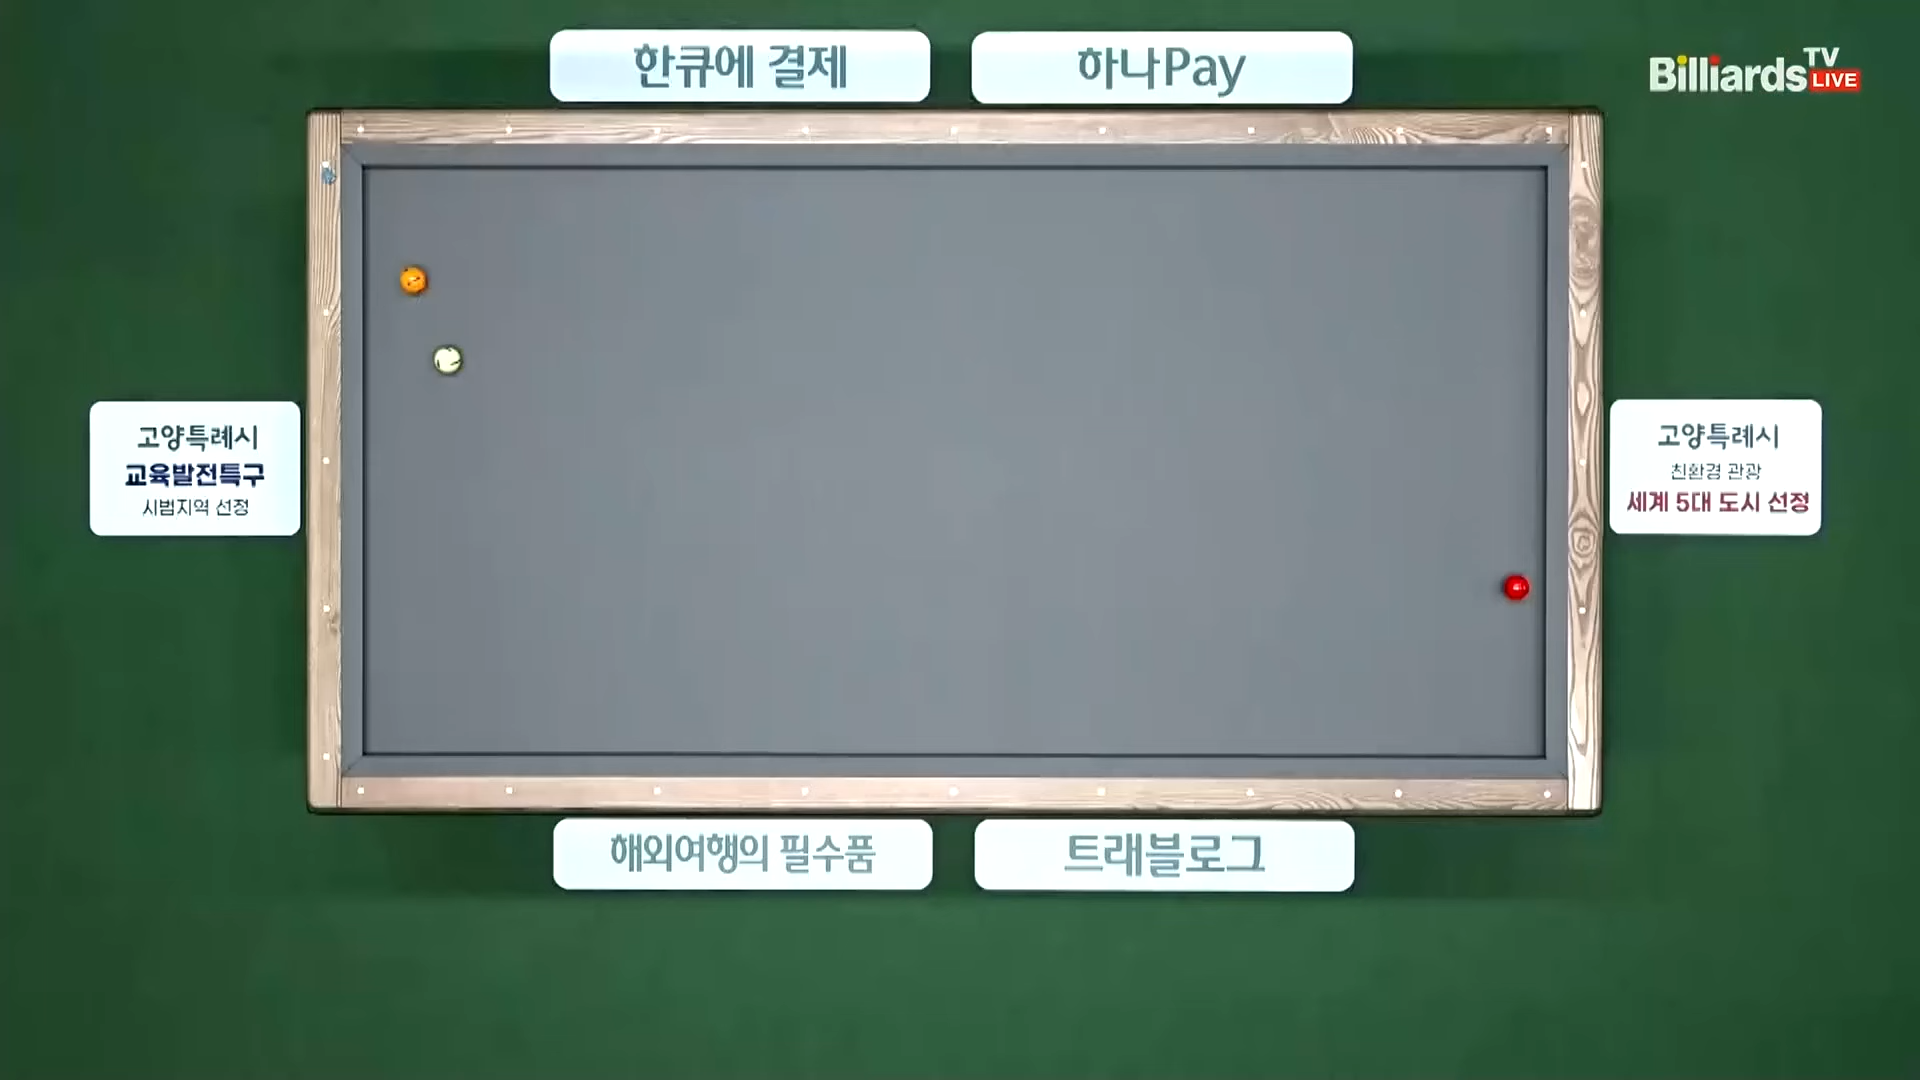 한큐에 결제
하나Pay
Billiards TV
LIVE
고양특례시
교육발전특구
시범지역 선정
고양특례시
친환경 관광
세계 5대 도시 선정
해외여행의 필수품
트래블로그